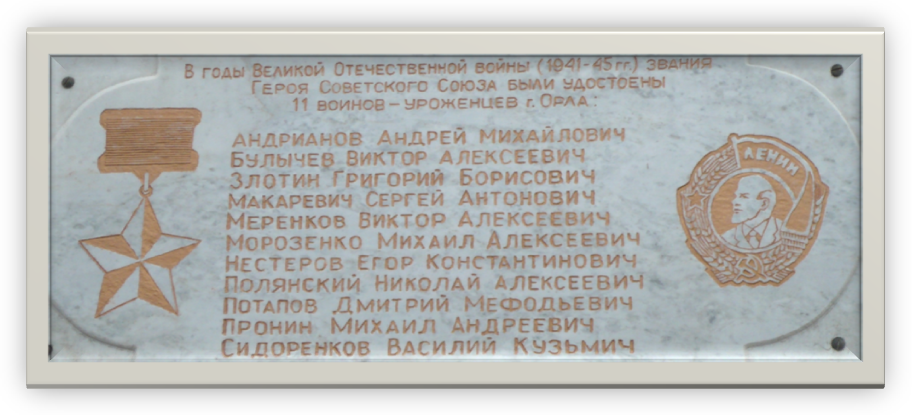 В годы Великой Отечественной войны (1941-45гг.) звания
Героя Советского Союза были удостоены
11 воинов-уроженцев г. Орла:
Андрианов Андрей Михайлович
Булычев Виктор Алексеевич
Злотин Григорий Борисович
Макаревич Сергей Антонович
Меренков Виктор Алексеевич
Морозенко Михаил Алексеевич
Нестеров Егор Константинович
Полянский Николай Алексеевич
Потапов Дмитрий Мефодьевич
Пронин Михаил Андреевич
Сидоренков Василий Кузьмич
ЛЕНИН